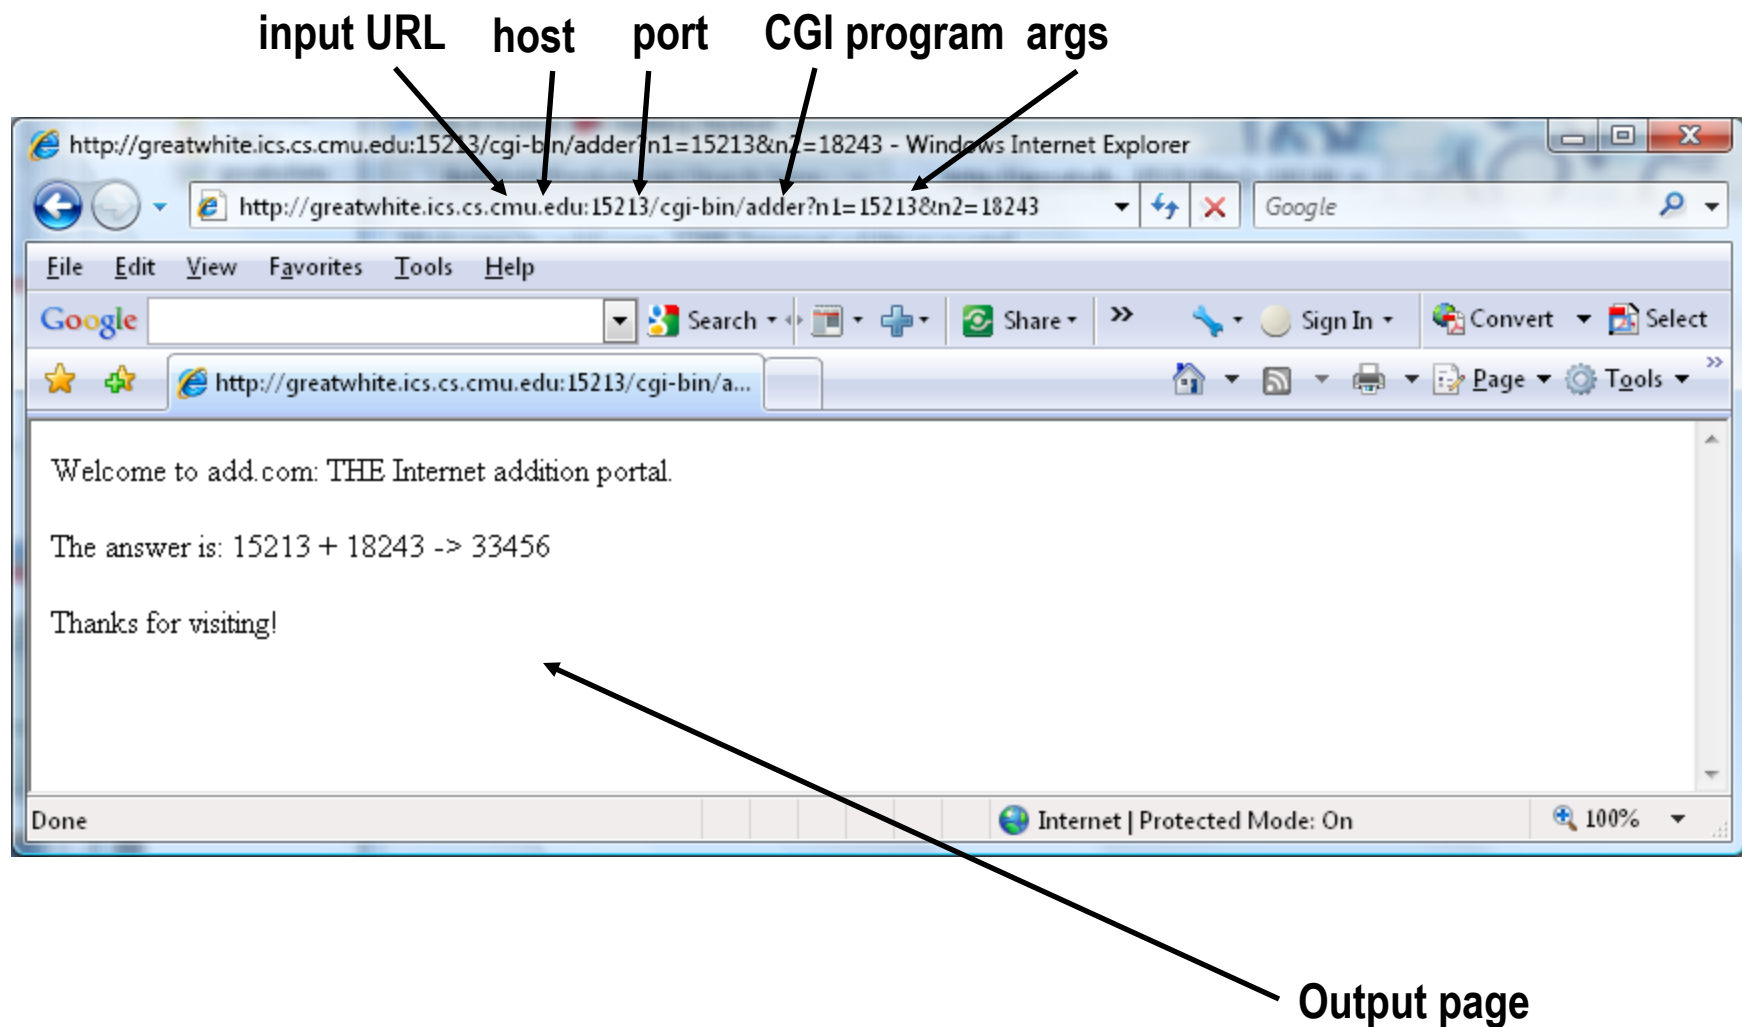 input URL host port CGI program args
http://greatwhite.ics.cs.cmu.edu:15213/cgi-bin/adder?n1=15213&n2=18243 - Windows Internet Explorer
http://greatwhite.ics.cs.cmu.edu:15213/cgi-bin/adder?n1=15213&n2=18243 Google
File Edit View Favorites Tools Help
Google Search Share Sign In Convert Select
http://greatwhite.ics.cs.cmu.edu:15213/cgi-bin/a... Page Tools
Welcome to add.com: THE Internet addition portal.
The answer is: 15213 + 18243 -> 33456
Thanks for visiting!
Done Internet | Protected Mode: On 100%
Output page